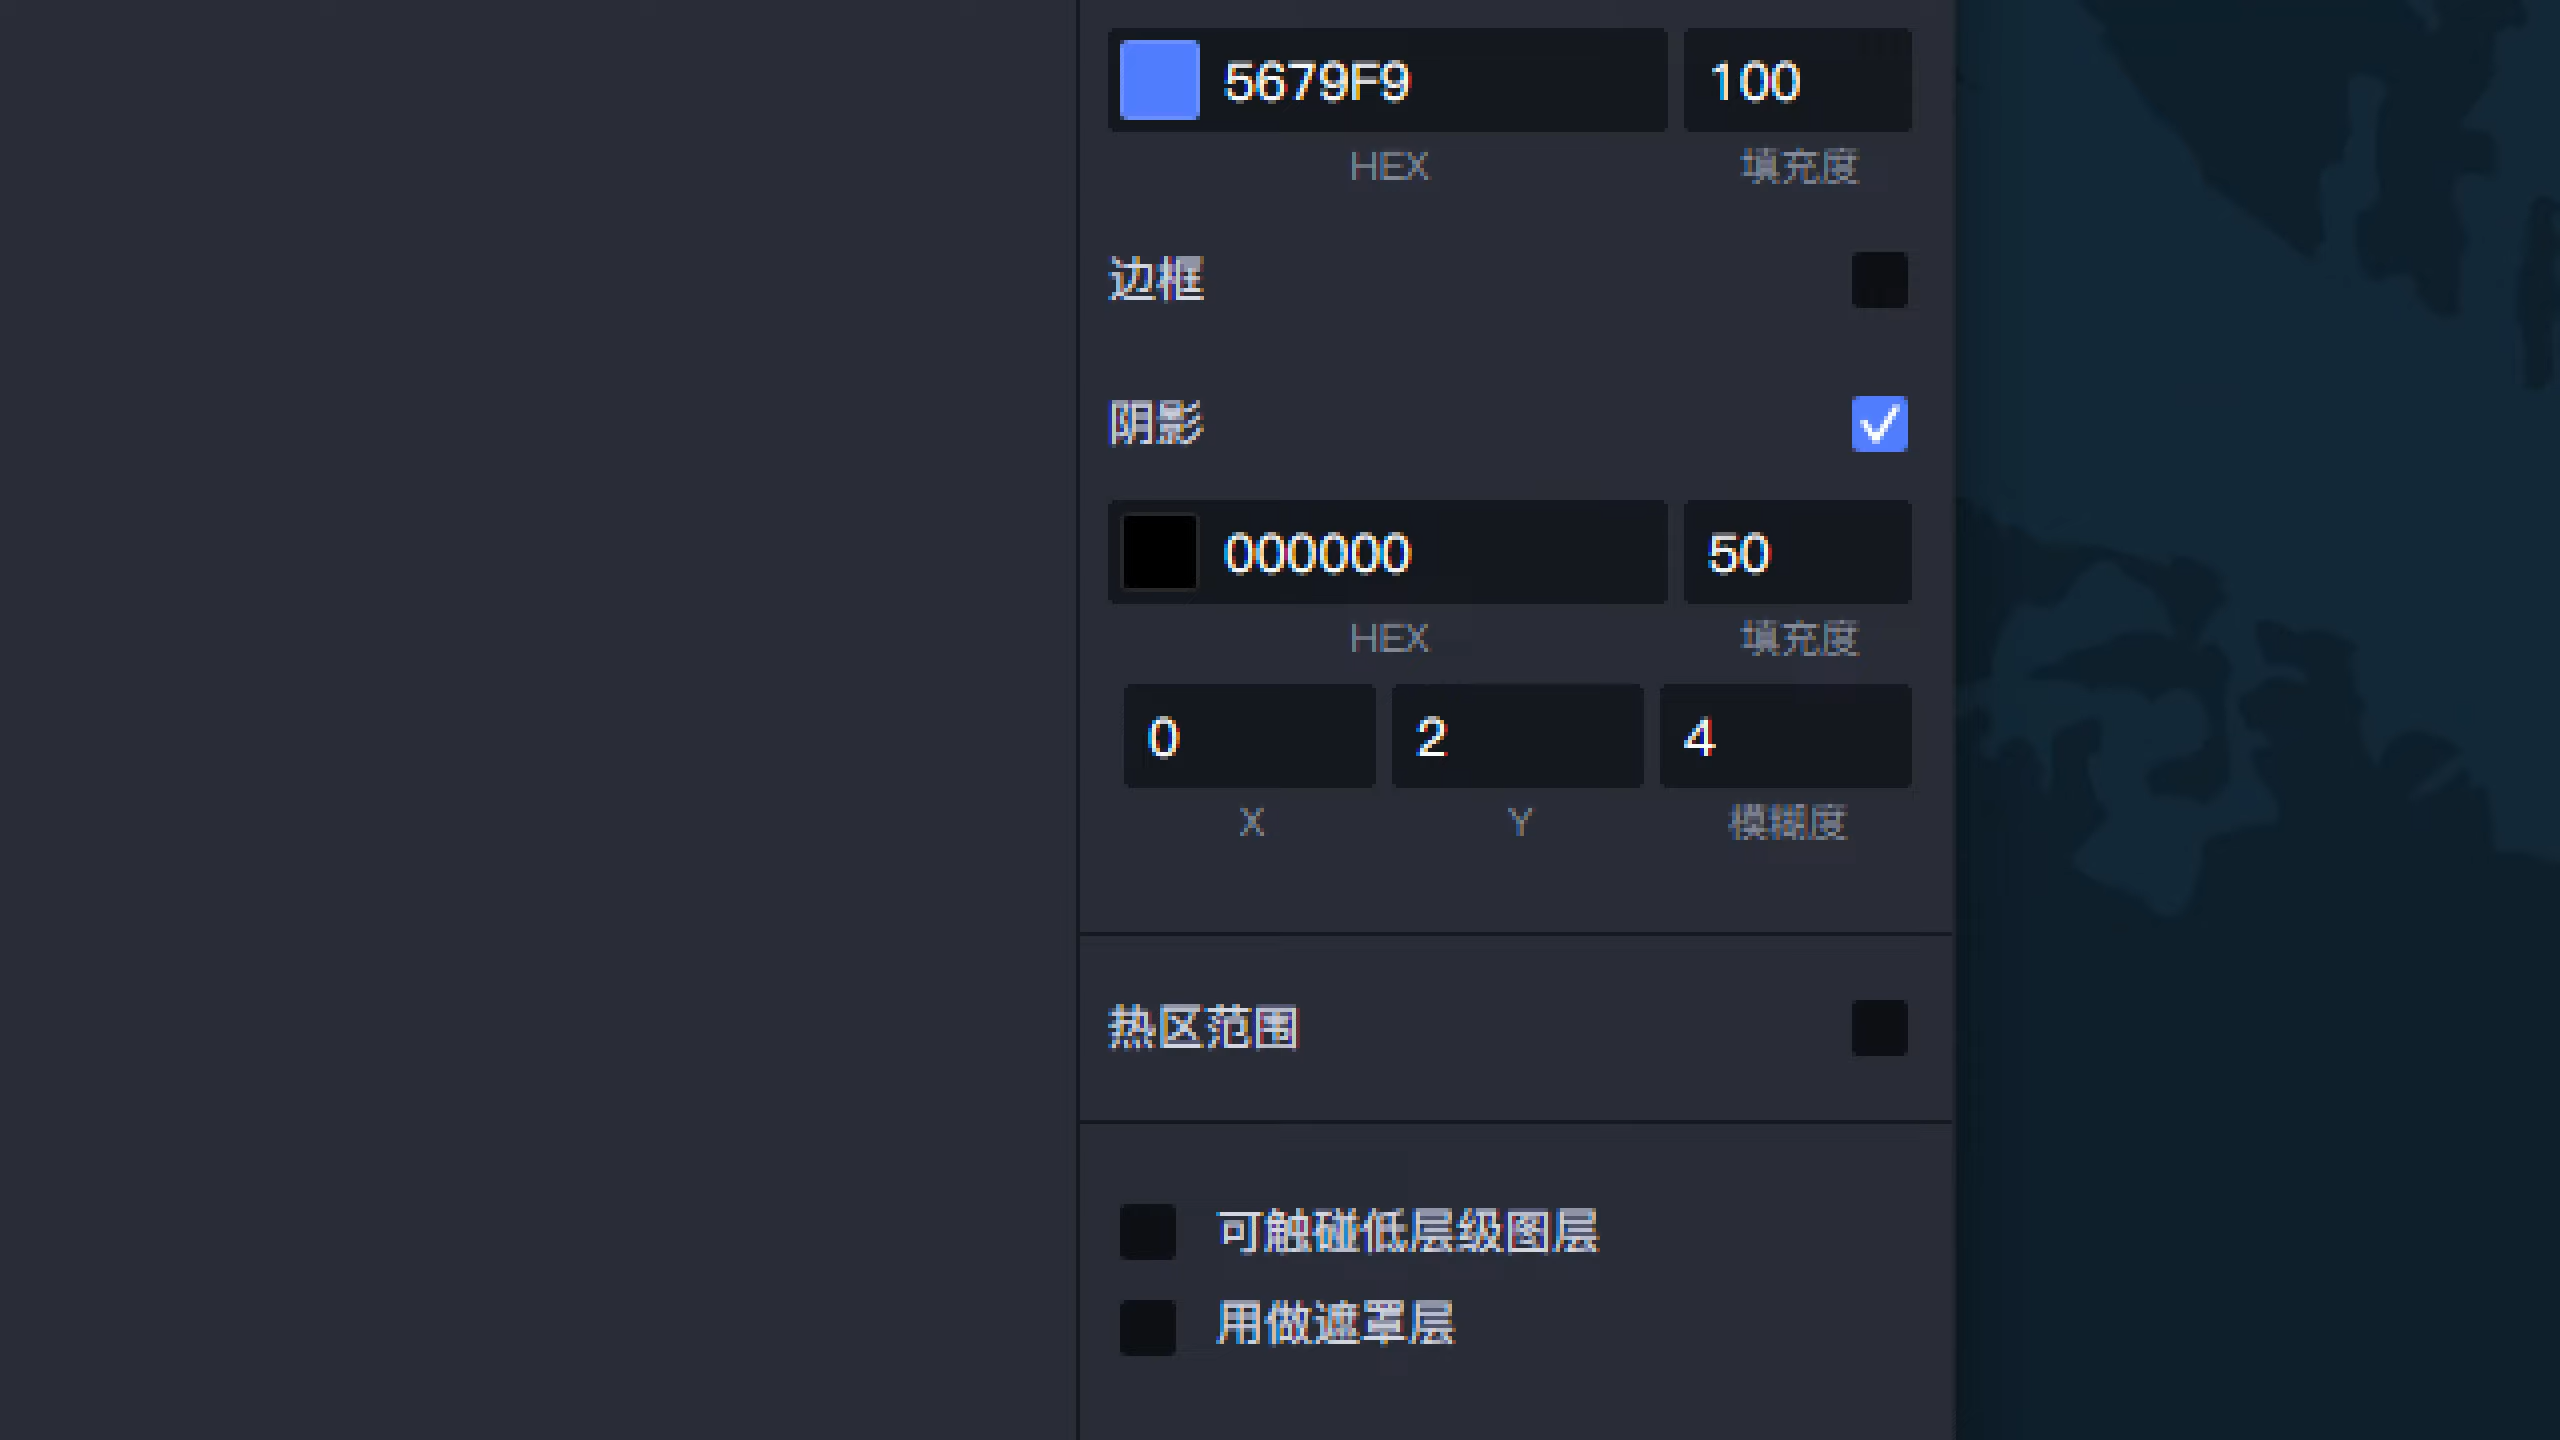 5679F9 100
HEX 填充度
边框
阴影
000000 50
HEX 填充度
0 2 4
X Y 模糊度
热区范围
可触碰低层级图层
用做遮罩层